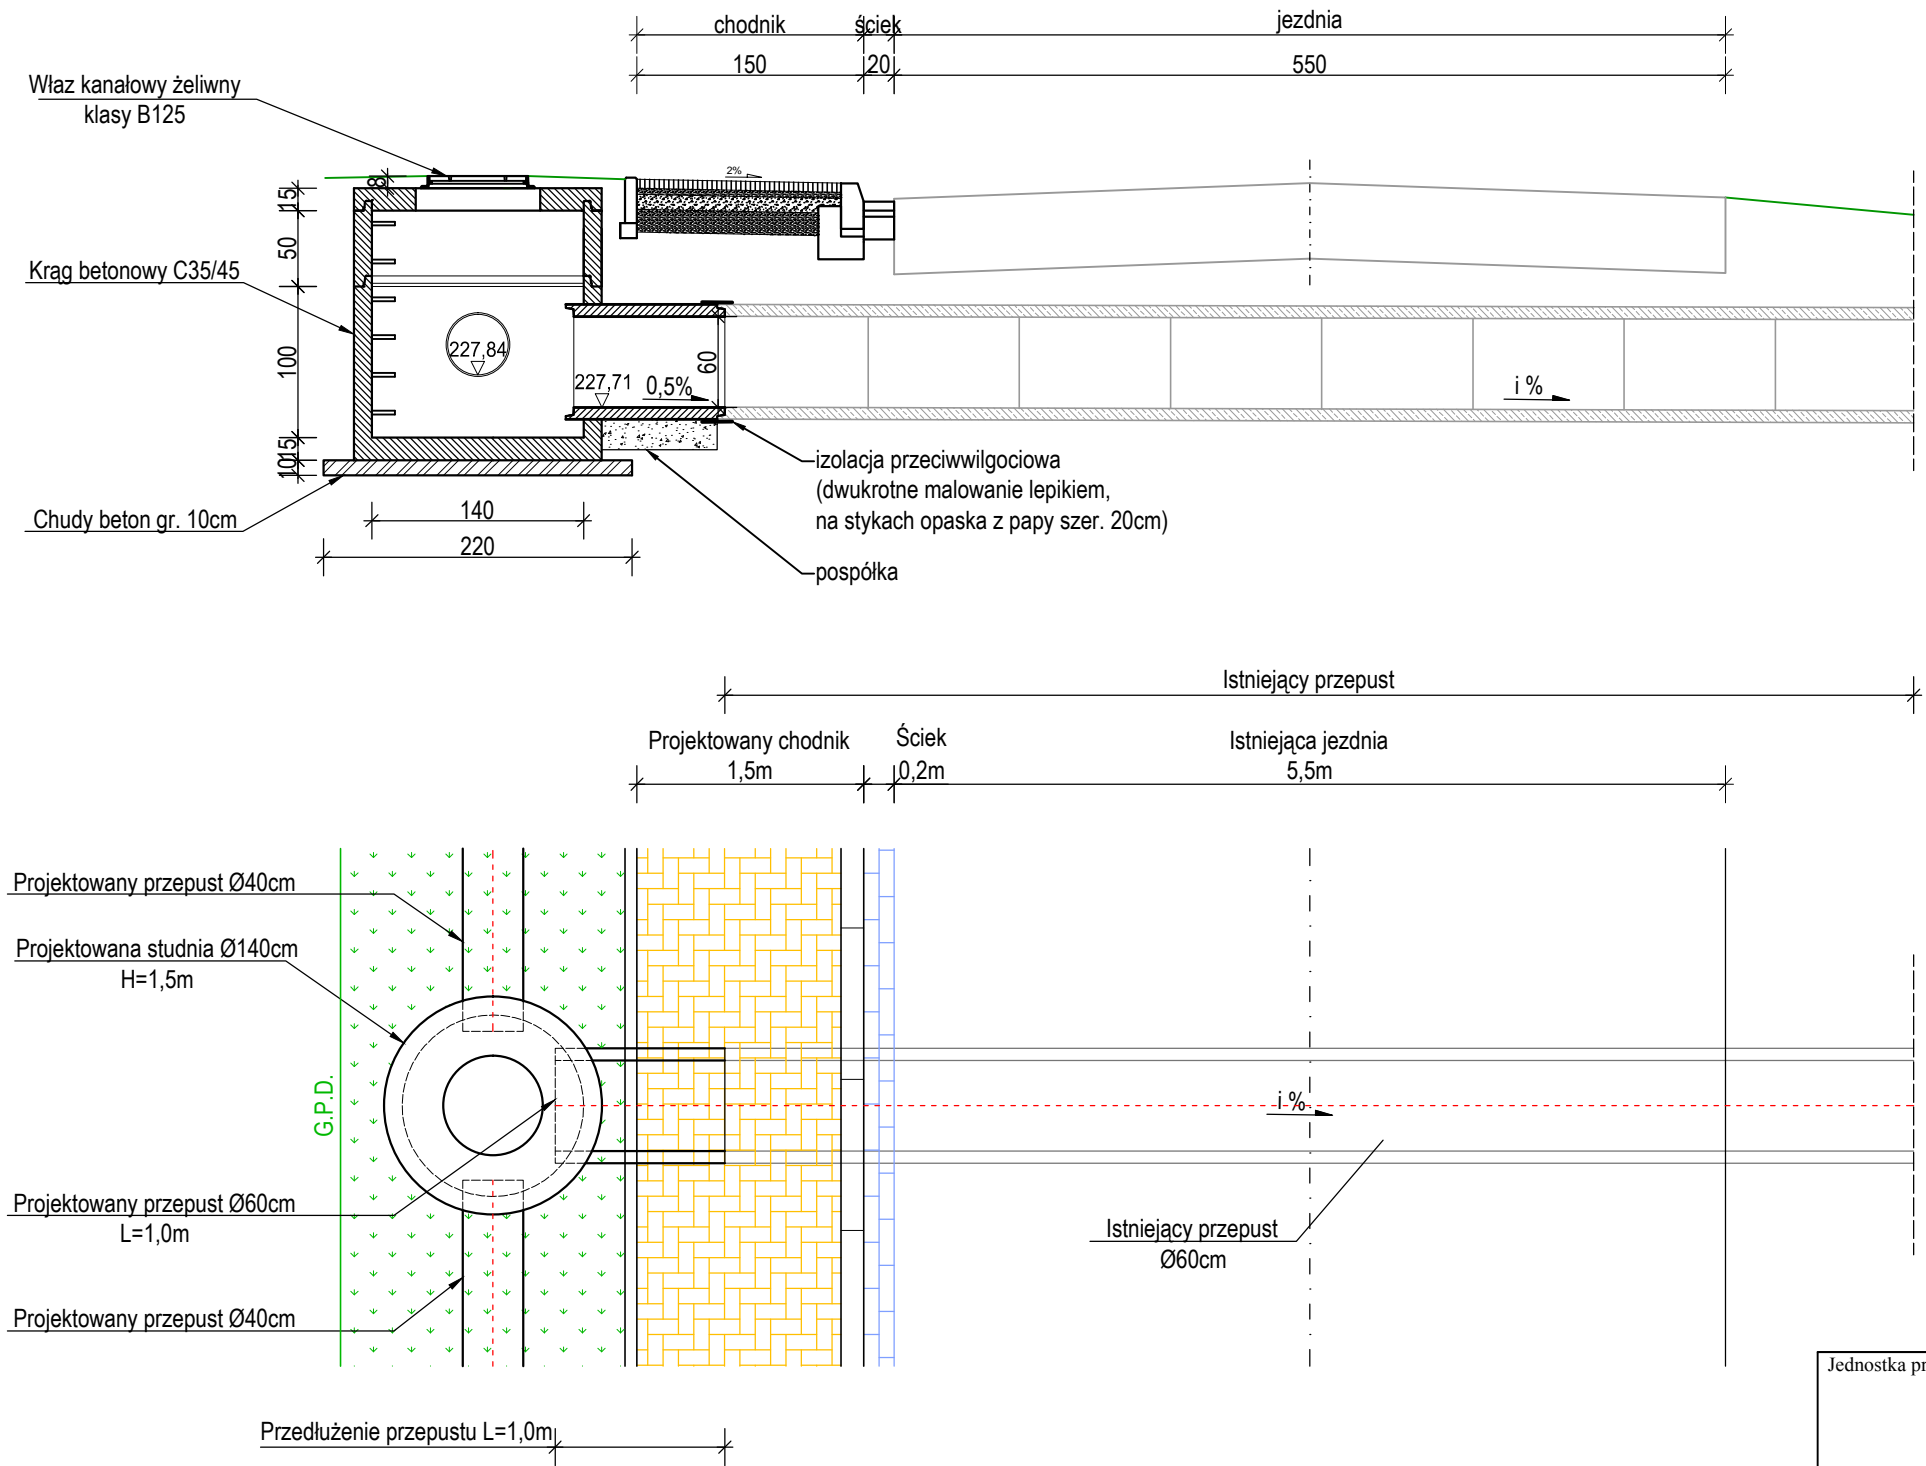 chodnik
ściek
jezdnia
150
20
550
Właz kanałowy żeliwny
klasy B125
2%
8
15
50
Krąg betonowy C35/45
100
227,84
227,71
0,5%
60
i %
15
10
izolacja przeciwwilgociowa
(dwukrotne malowanie lepikiem,
na stykach opaska z papy szer. 20cm)
Chudy beton gr. 10cm
140
220
pospółka
Istniejący przepust
Projektowany chodnik
1,5m
Ściek
0,2m
Istniejąca jezdnia
5,5m
Projektowany przepust Ø40cm
Projektowana studnia Ø140cm
H=1,5m
G.P.D.
i %
Projektowany przepust Ø60cm
L=1,0m
Istniejący przepust
Ø60cm
Projektowany przepust Ø40cm
Jednostka pr
Przedłużenie przepustu L=1,0m